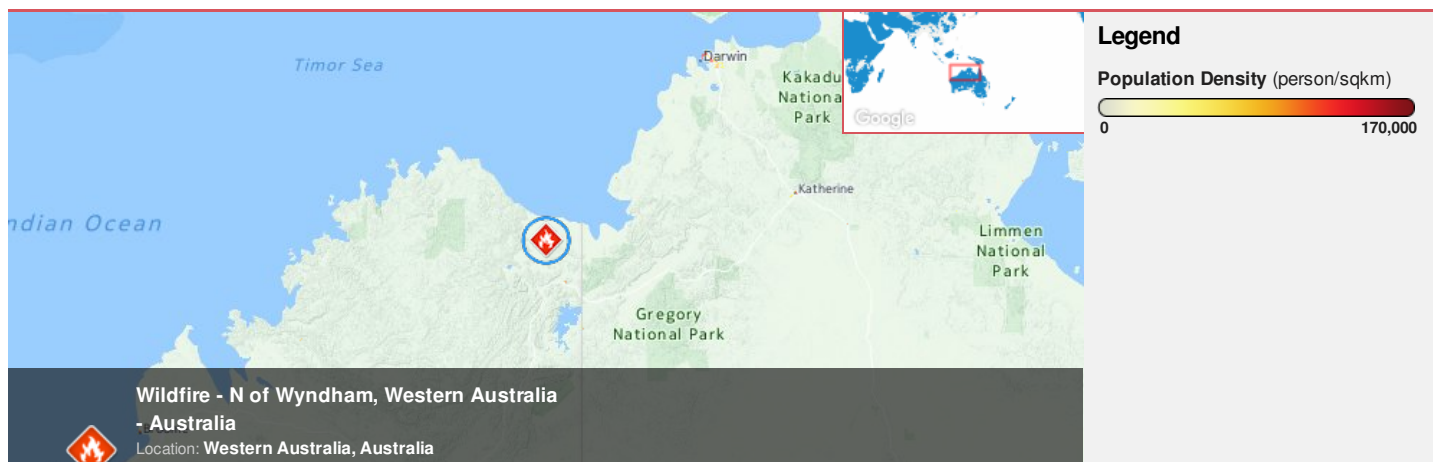 Timor Sea
Darwin
Kakadu
Nationa
Park
Google
Katherine
ndian Ocean
Limmen
National
Park
Gregory
National Park
Wildfire - N of Wyndham, Western Australia
- Australia
Location: Western Australia, Australia
Legend
Population Density (person/sqkm)
0 170,000